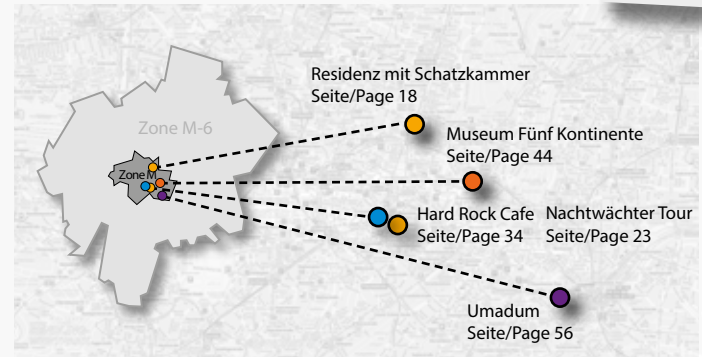 Residenz mit Schatzkammer
Seite/Page 18
Zone M-6
Museum Fünf Kontinente
Seite/Page 44
Zone M
Hard Rock Cafe
Seite/Page 34
Nachtwächter Tour
Seite/Page 23
Umadum
Seite/Page 56